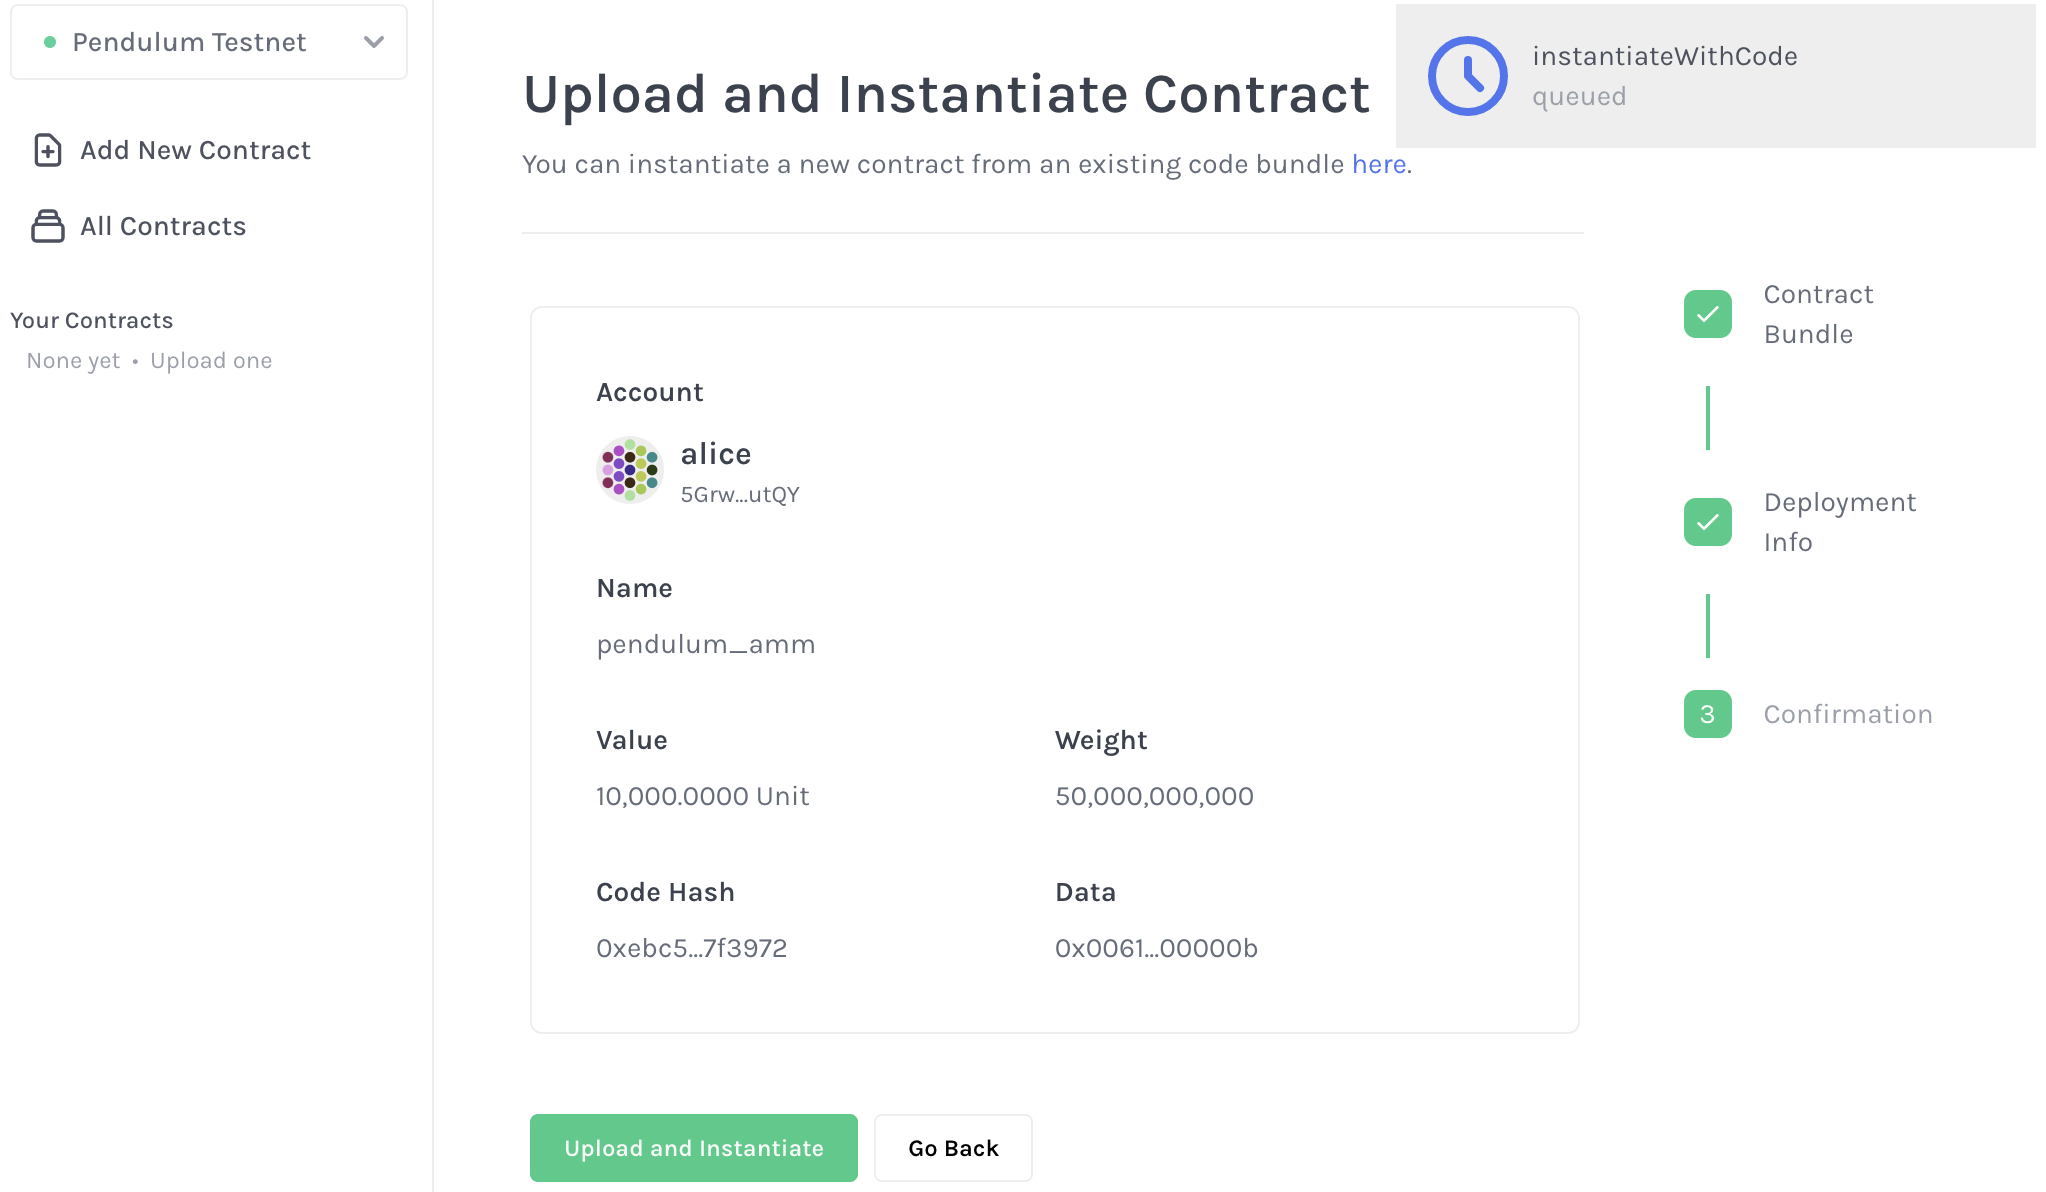 Pendulum Testnet
Add New Contract
All Contracts
Your Contracts
None yet • Upload one
Upload and Instantiate Contract
You can instantiate a new contract from an existing code bundle here.
instantiateWithCode
queued
Account
alice
5Grw...utQY
Name
pendulum_amm
Value
10,000.0000 Unit
Weight
50,000,000,000
Code Hash
0xebc5...7f3972
Data
0x0061...00000b
Upload and Instantiate
Go Back
Contract
Bundle
Deployment
Info
3 Confirmation